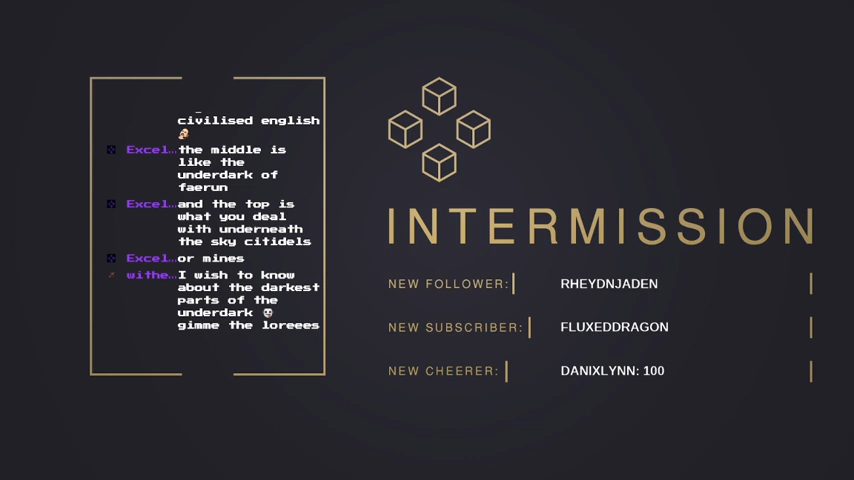 civilised english
Excel… the middle is
like the
underdark of
faerun
Excel… and the top is
what you deal
with underneath
the sky citidels
Excel… or mines
withe… I wish to know
about the darkest
parts of the
underdark
gimme the loreees
INTERMISSION
NEW FOLLOWER: RHEYDNJADEN
NEW SUBSCRIBER: FLUXEDDRAGON
NEW CHEERER: DANIXLYNN: 100